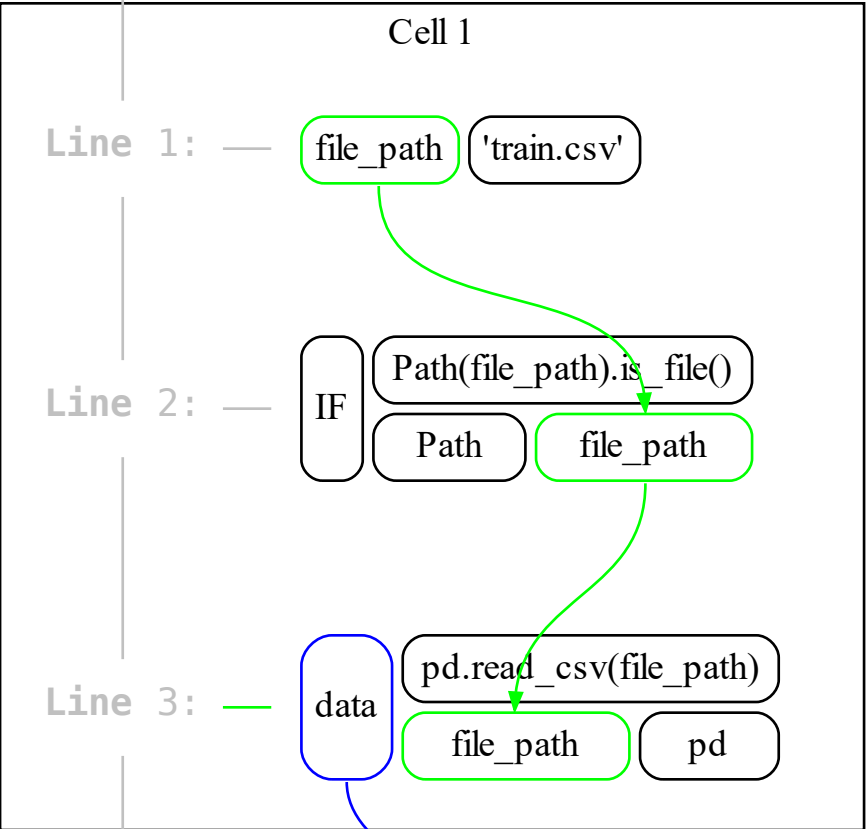 Cell 1
Line 1: file_path 'train.csv'
Path(file_path).is_file()
Line 2: IF
Path file_path
pd.read_csv(file_path)
Line 3: data
file_path pd